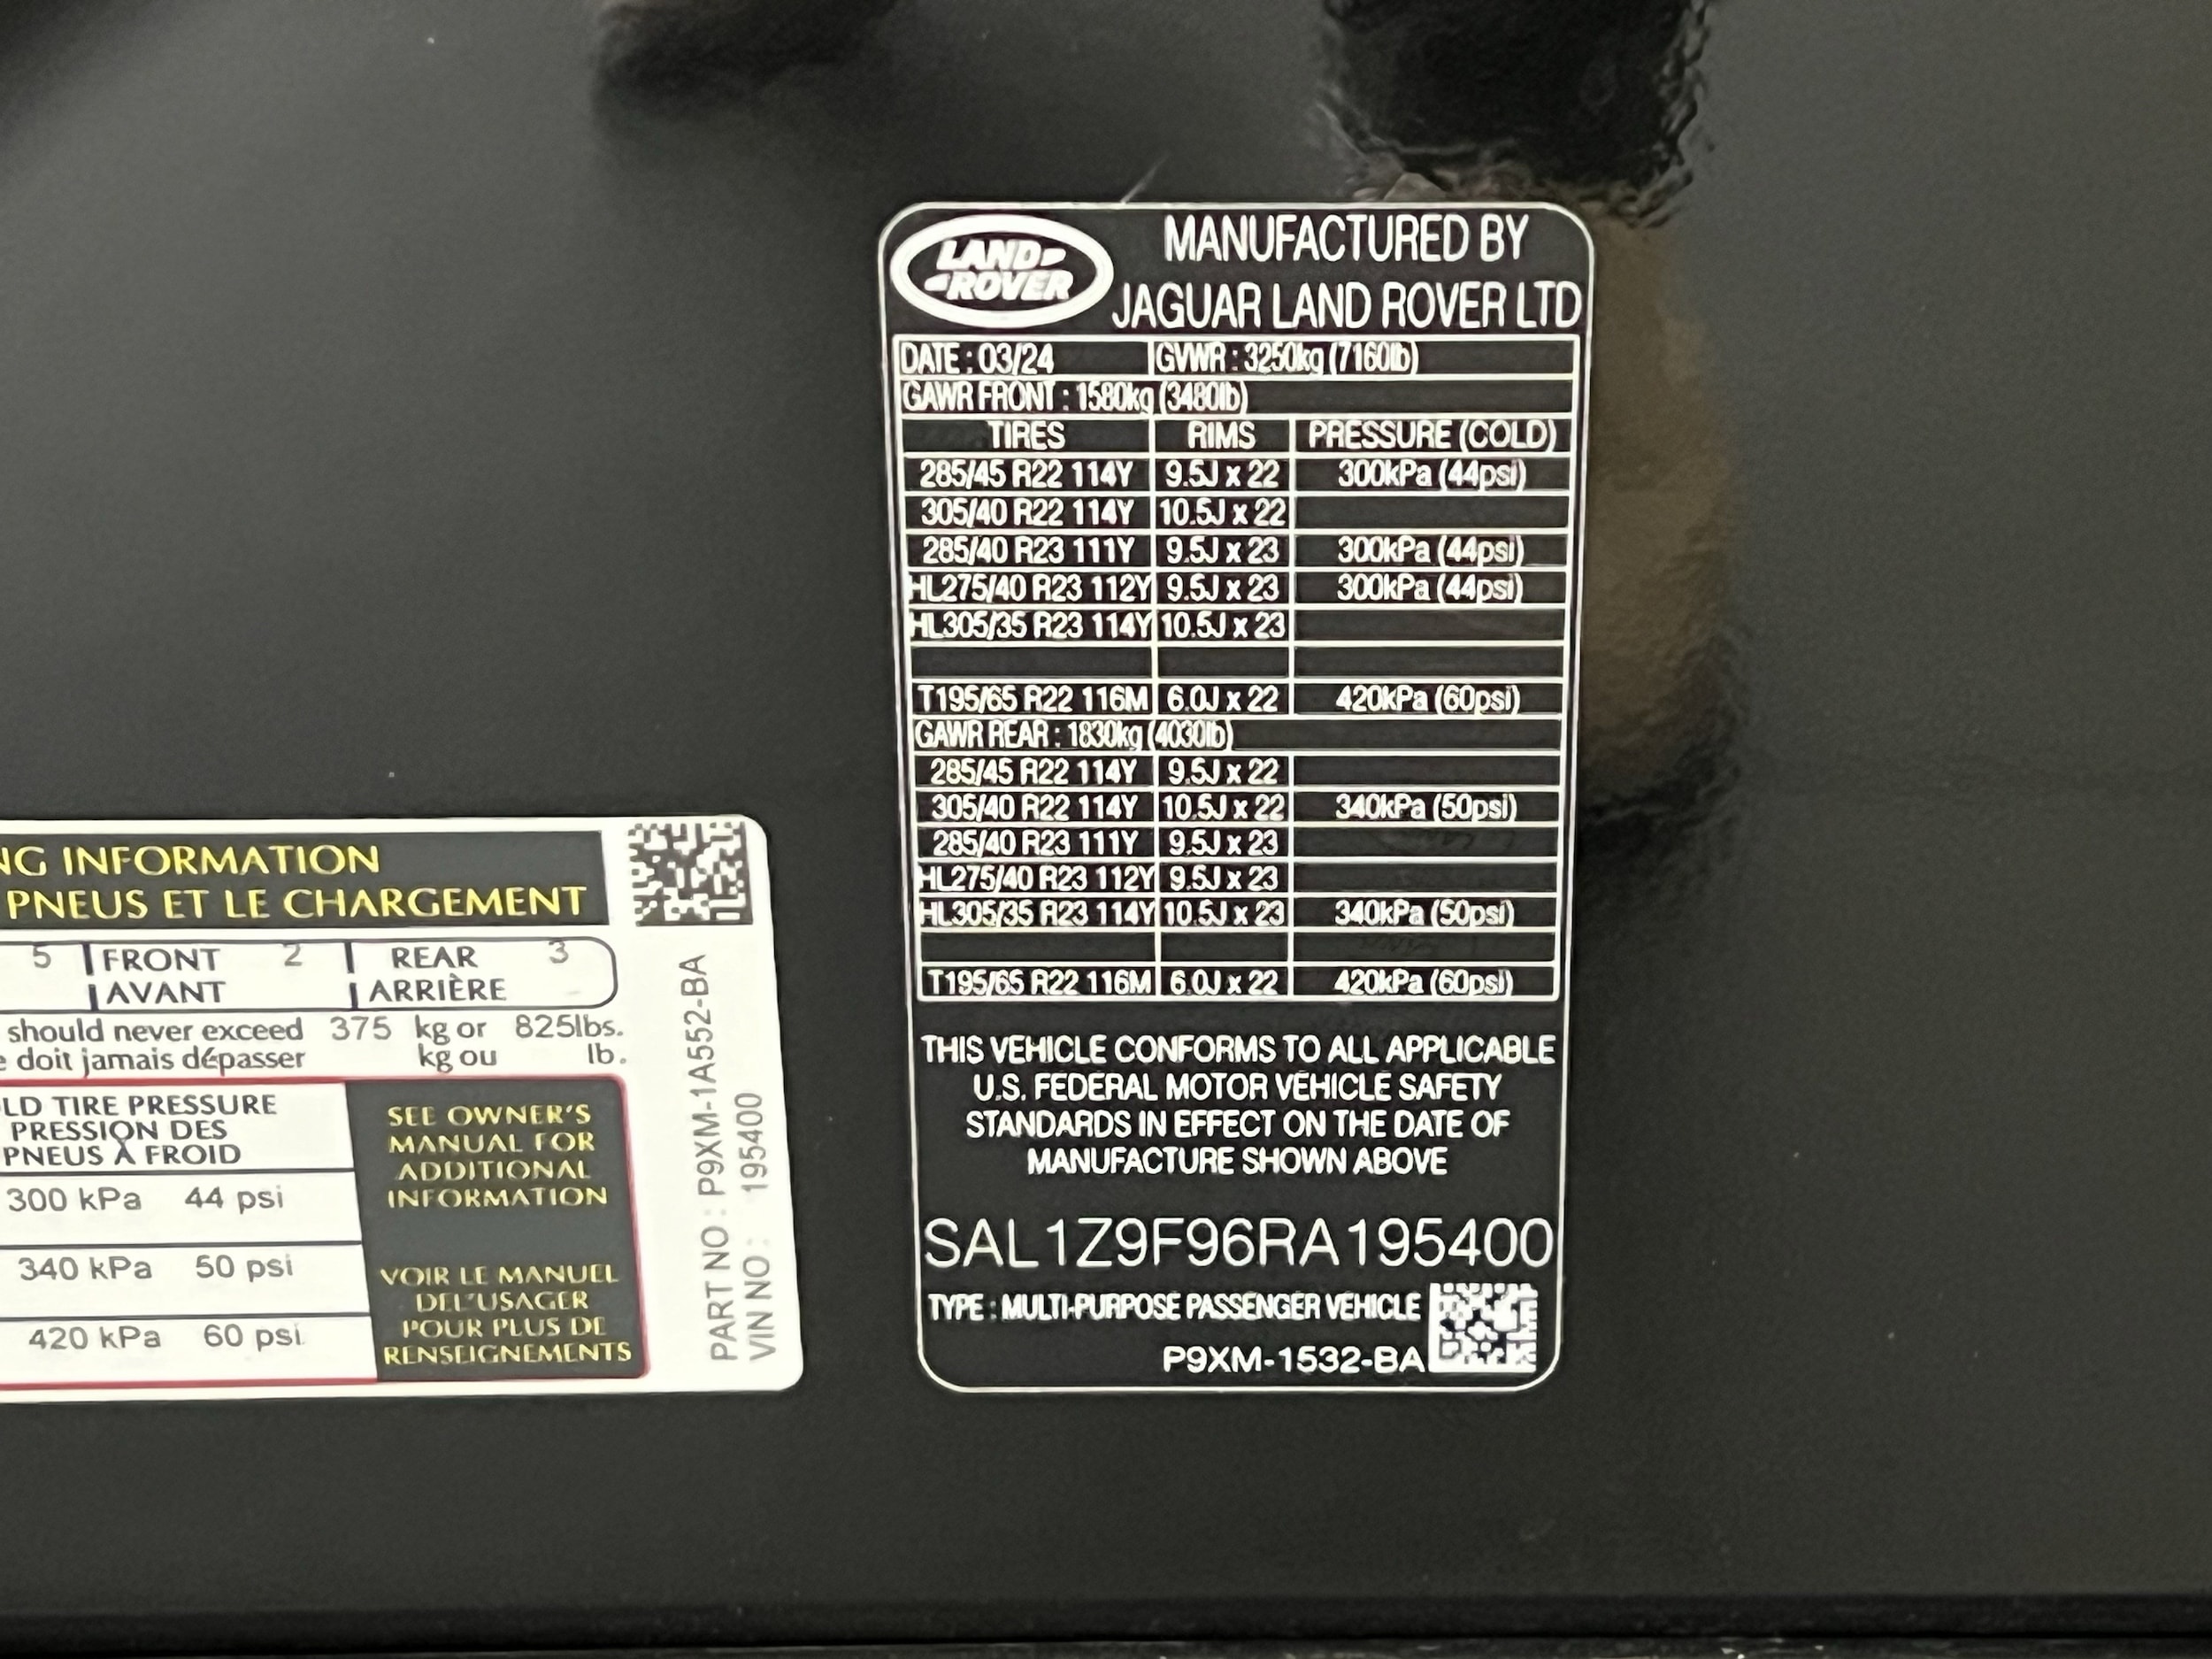 LAND
ROVER
MANUFACTURED BY
JAGUAR LAND ROVER LTD
DATE : 03/24 GVWR : 3250kg (7160lb)
GAWR FRONT : 1580kg (3480lb)
TIRES RIMS PRESSURE (COLD)
285/45 R22 114Y 9.5J x 22 300kPa (44psi)
305/40 R22 114Y 10.5J x 22
285/40 R23 111Y 9.5J x 23 300kPa (44psi)
HL275/40 R23 112Y 9.5J x 23 300kPa (44psi)
HL305/35 R23 114Y 10.5J x 23
T195/65 R22 116M 6.0J x 22 420kPa (60psi)
GAWR REAR : 1830kg (4030lb)
285/45 R22 114Y 9.5J x 22
305/40 R22 114Y 10.5J x 22 340kPa (50psi)
285/40 R23 111Y 9.5J x 23
HL275/40 R23 112Y 9.5J x 23
HL305/35 R23 114Y 10.5J x 23 340kPa (50psi)
T195/65 R22 116M 6.0J x 22 420kPa (60psi)
THIS VEHICLE CONFORMS TO ALL APPLICABLE
U.S. FEDERAL MOTOR VEHICLE SAFETY
STANDARDS IN EFFECT ON THE DATE OF
MANUFACTURE SHOWN ABOVE
SAL1Z9F96RA195400
TYPE : MULTI-PURPOSE PASSENGER VEHICLE
P9XM-1532-BA
NG INFORMATION
PNEUS ET LE CHARGEMENT
5 FRONT 2 REAR 3
AVANT ARRIÈRE
should never exceed 375 kg or 825lbs.
e doit jamais dépasser kg ou lb.
LD TIRE PRESSURE
PRESSION DES
PNEUS À FROID
300 kPa 44 psi
340 kPa 50 psi
420 kPa 60 psi
SEE OWNER'S
MANUAL FOR
ADDITIONAL
INFORMATION
VOIR LE MANUEL
DEL'USAGER
POUR PLUS DE
RENSEIGNEMENTS
PART NO : P9XM-1A552-BA
VIN NO : 195400